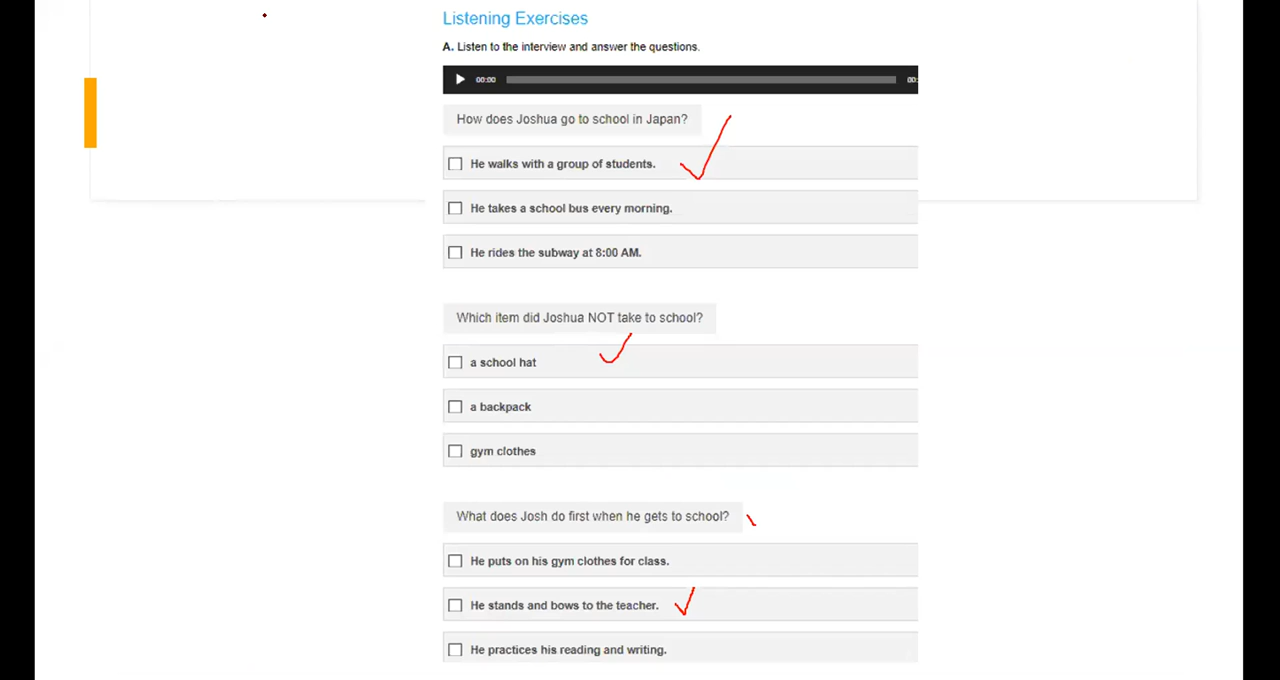 Listening Exercises
A. Listen to the interview and answer the questions.
00:00 00:
How does Joshua go to school in Japan?
He walks with a group of students.
He takes a school bus every morning.
He rides the subway at 8:00 AM.
Which item did Joshua NOT take to school?
a school hat
a backpack
gym clothes
What does Josh do first when he gets to school?
He puts on his gym clothes for class.
He stands and bows to the teacher.
He practices his reading and writing.